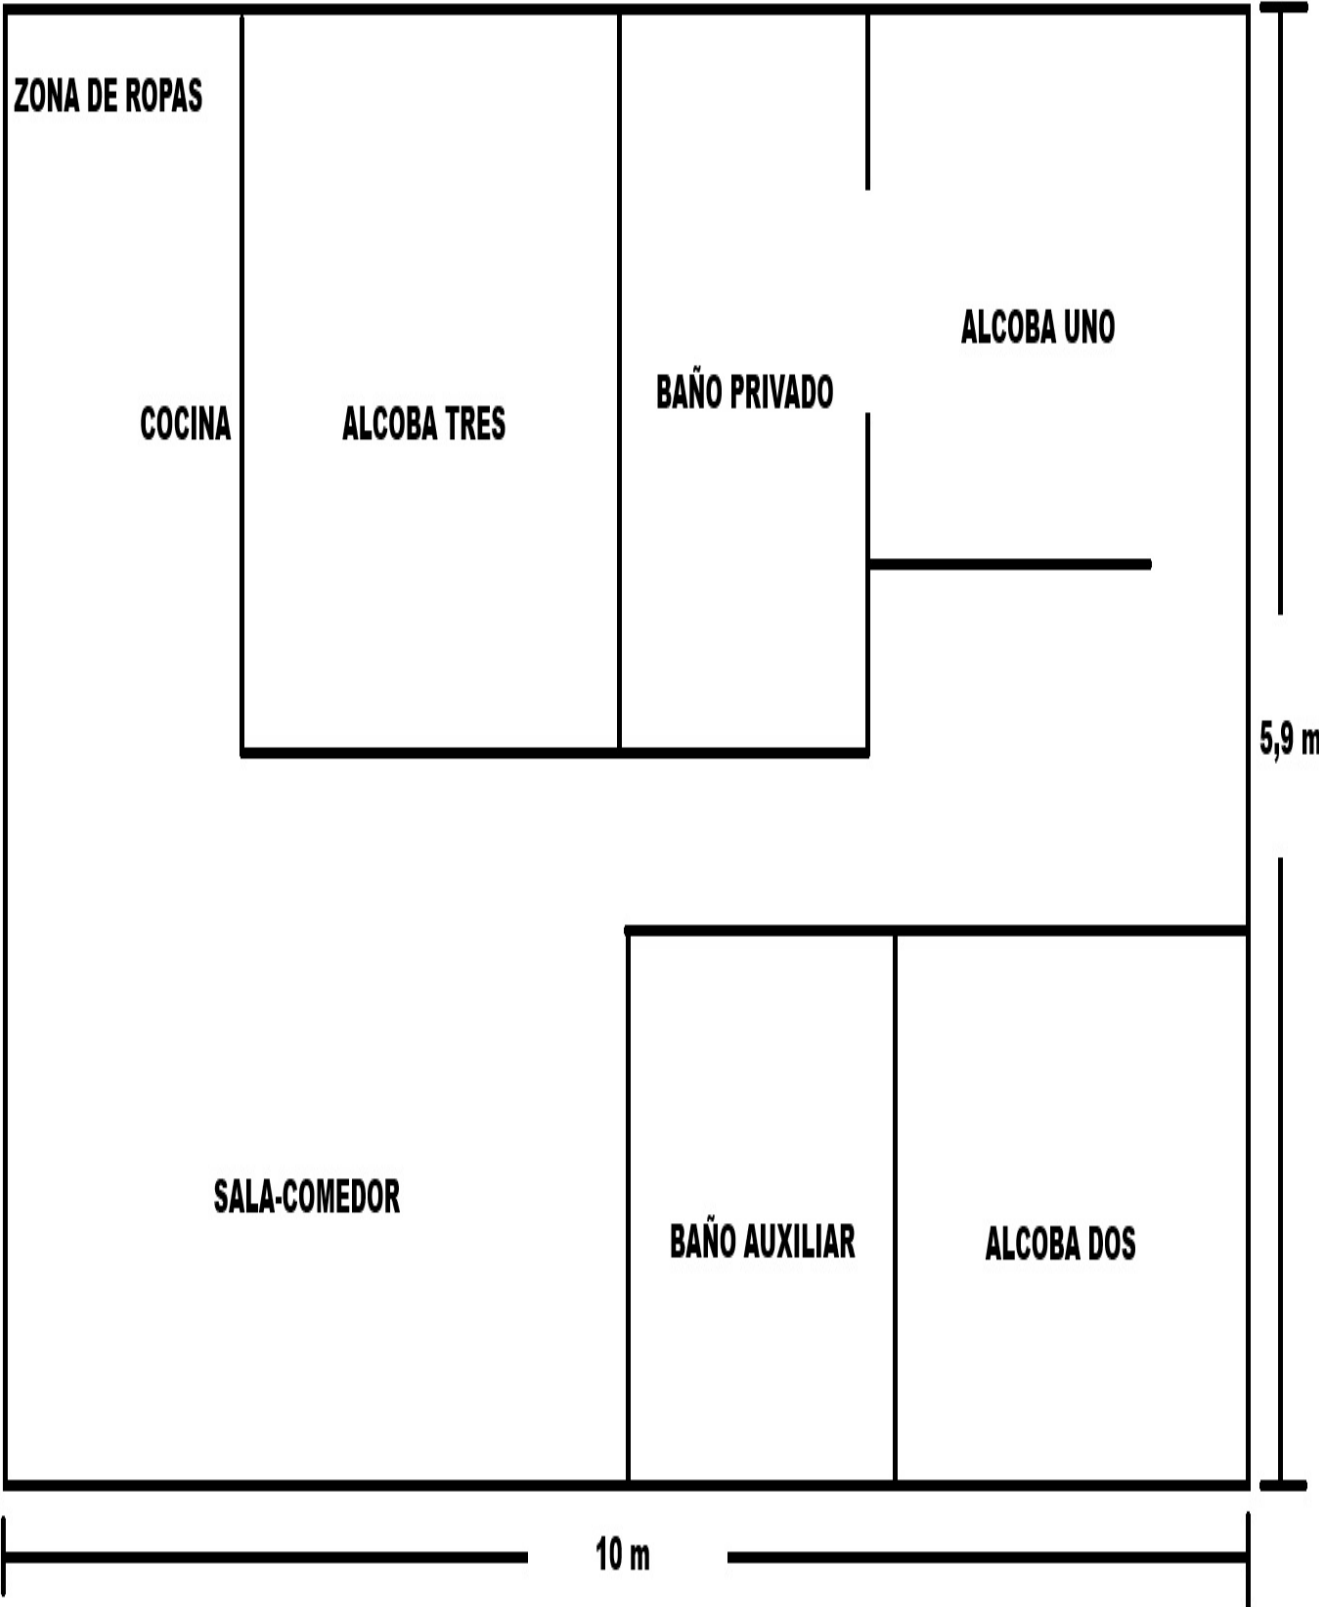 ZONA DE ROPAS
ALCOBA UNO
BAÑO PRIVADO
COCINA
ALCOBA TRES
5,9 m
SALA-COMEDOR
BAÑO AUXILIAR
ALCOBA DOS
10 m